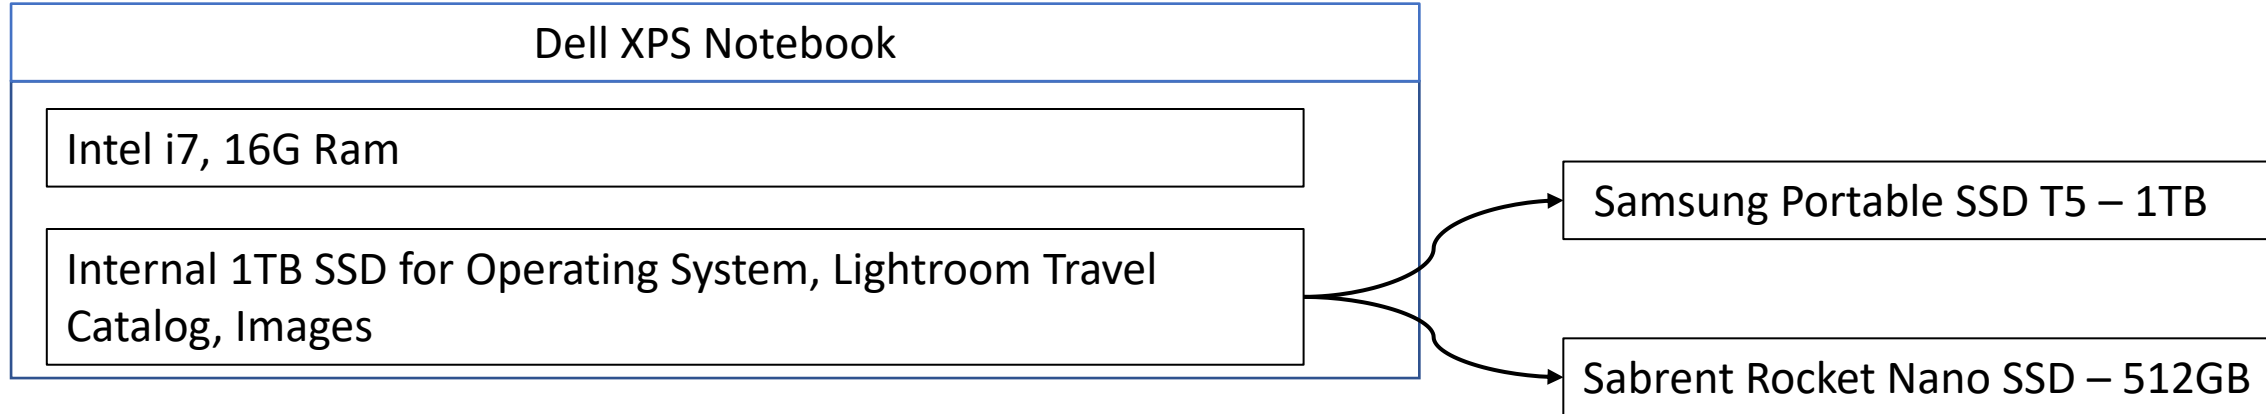 Dell XPS Notebook
Intel i7, 16G Ram
Internal 1TB SSD for Operating System, Lightroom Travel
Catalog, Images
Samsung Portable SSD T5 – 1TB
Sabrent Rocket Nano SSD – 512GB